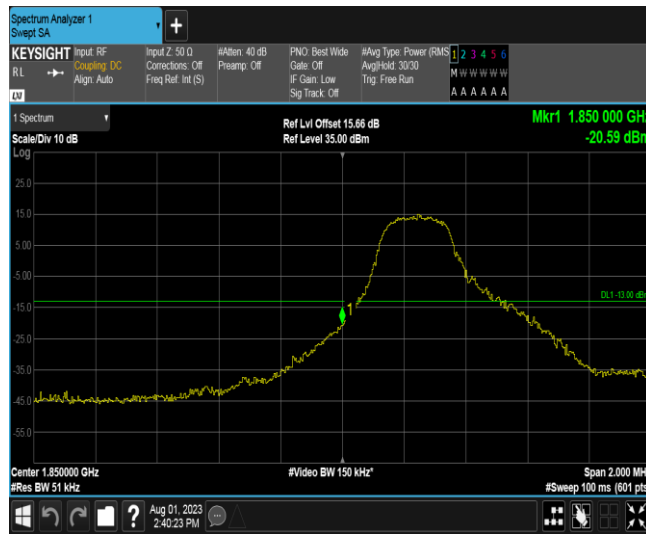 Spectrum Analyzer 1
Swept SA
+
KEYSIGHT
RL
LXI
Input: RF
Coupling: DC
Align: Auto
Input Z: 50 Ω
Corrections: Off
Freq Ref: Int (S)
#Atten: 40 dB
Preamp: Off
PNO: Best Wide
Gate: Off
IF Gain: Low
Sig Track: Off
#Avg Type: Power (RMS
Avg|Hold: 30/30
Trig: Free Run
1 2 3 4 5 6
M W W W W W
A A A A A A
1 Spectrum
Scale/Div 10 dB
Log
Ref Lvl Offset 15.66 dB
Ref Level 35.00 dBm
Mkr1 1.850 000 GHz
-20.59 dBm
25.0
15.0
5.00
-5.00
-15.0
-25.0
-35.0
-45.0
-55.0
1
DL1 -13.00 dBm
Center 1.850000 GHz
#Res BW 51 kHz
#Video BW 150 kHz*
Span 2.000 MH
#Sweep 100 ms (601 pts
?
Aug 01, 2023
2:40:23 PM